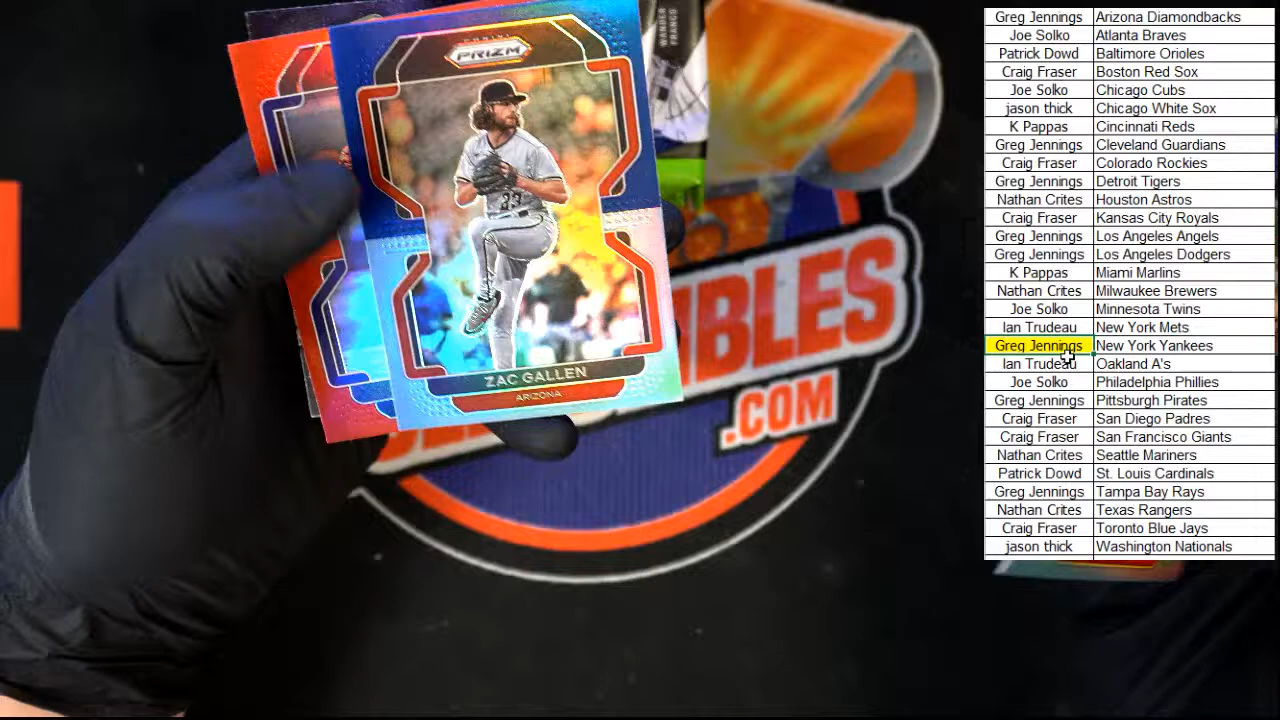 PANINI
PRIZM
ZAC GALLEN
ARIZONA
WANDER
FRANCO
IBLES
.COM
Greg Jennings Arizona Diamondbacks
Joe Solko Atlanta Braves
Patrick Dowd Baltimore Orioles
Craig Fraser Boston Red Sox
Joe Solko Chicago Cubs
jason thick Chicago White Sox
K Pappas Cincinnati Reds
Greg Jennings Cleveland Guardians
Craig Fraser Colorado Rockies
Greg Jennings Detroit Tigers
Nathan Crites Houston Astros
Craig Fraser Kansas City Royals
Greg Jennings Los Angeles Angels
Greg Jennings Los Angeles Dodgers
K Pappas Miami Marlins
Nathan Crites Milwaukee Brewers
Joe Solko Minnesota Twins
Ian Trudeau New York Mets
Greg Jennings New York Yankees
Ian Trudeau Oakland A's
Joe Solko Philadelphia Phillies
Greg Jennings Pittsburgh Pirates
Craig Fraser San Diego Padres
Craig Fraser San Francisco Giants
Nathan Crites Seattle Mariners
Patrick Dowd St. Louis Cardinals
Greg Jennings Tampa Bay Rays
Nathan Crites Texas Rangers
Craig Fraser Toronto Blue Jays
jason thick Washington Nationals